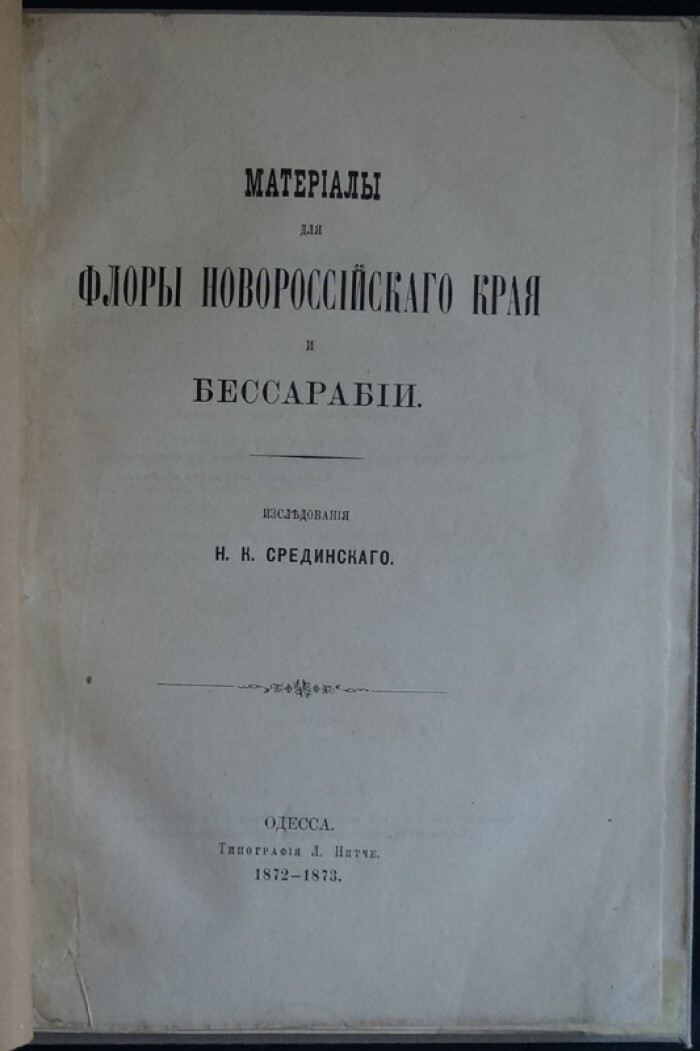 МАТЕРІАЛЫ
ДЛЯ
ФЛОРЫ НОВОРОССІЙСКАГО КРАЯ
И
БЕССАРАБІИ.
ИЗСЛѢДОВАНІЯ
Н. К. СРЕДИНСКАГО.
ОДЕССА.
Типографія Л. Нитче.
1872–1873.